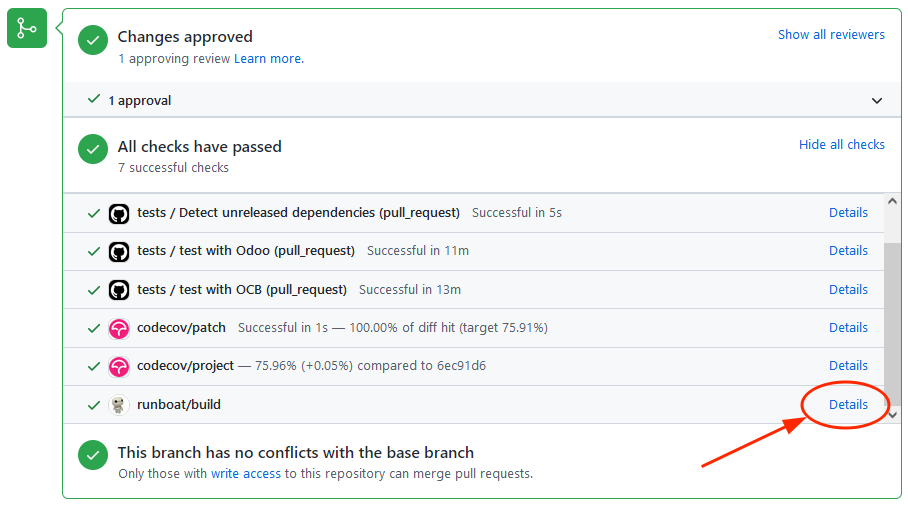 Changes approved
Show all reviewers
1 approving review Learn more.
1 approval
All checks have passed
Hide all checks
7 successful checks
tests / Detect unreleased dependencies (pull_request) Successful in 5s Details
tests / test with Odoo (pull_request) Successful in 11m Details
tests / test with OCB (pull_request) Successful in 13m Details
codecov/patch Successful in 1s — 100.00% of diff hit (target 75.91%) Details
codecov/project — 75.96% (+0.05%) compared to 6ec91d6 Details
runboat/build Details
This branch has no conflicts with the base branch
Only those with write access to this repository can merge pull requests.